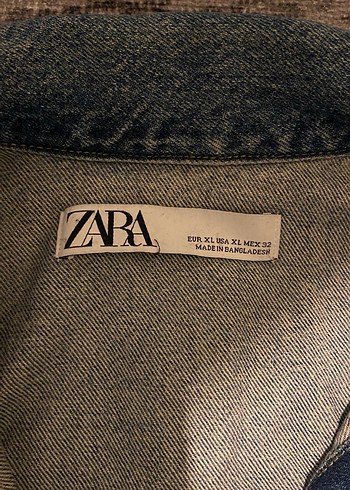 ZARA
EUR XL USA XL MEX 32
MADE IN BANGLADESH